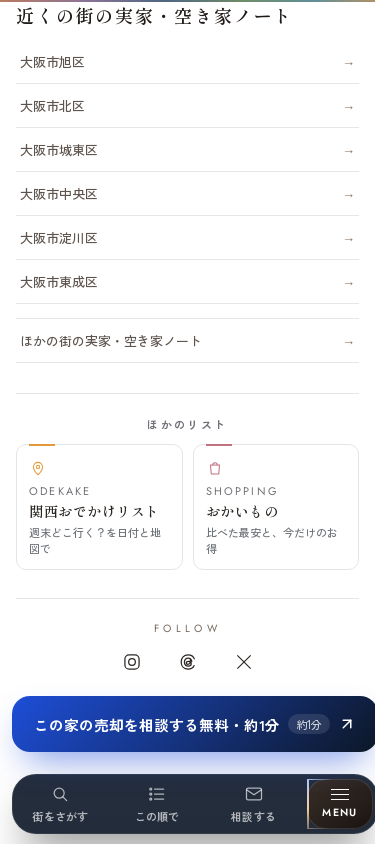 近くの街の実家・空き家ノート
大阪市旭区 →
大阪市北区 →
大阪市城東区 →
大阪市中央区 →
大阪市淀川区 →
大阪市東成区 →
ほかの街の実家・空き家ノート →
ほかのリスト
ODEKAKE
関西おでかけリスト
週末どこ行く？を日付と地
図で
SHOPPING
おかいもの
比べた最安と、今だけのお
得
FOLLOW
この家の売却を相談する無料・約1分 約1分
街をさがす この順で 相談する MENU